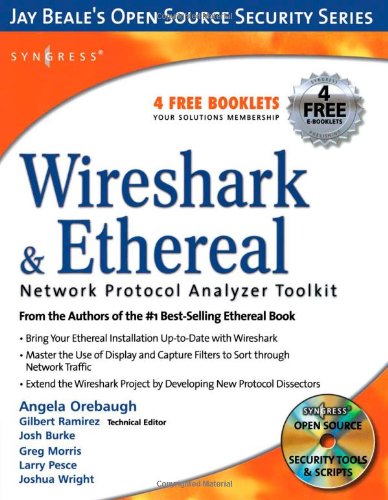 JAY BEALE'S OPEN SOURCE SECURITY SERIES
SYNGRESS®
4 FREE BOOKLETS
YOUR SOLUTIONS MEMBERSHIP
4
FREE
E-BOOKLETS
Wireshark
& Ethereal
Network Protocol Analyzer Toolkit
From the Authors of the #1 Best-Selling Ethereal Book
• Bring Your Ethereal Installation Up-to-Date with Wireshark
• Master the Use of Display and Capture Filters to Sort through
Network Traffic
• Extend the Wireshark Project by Developing New Protocol Dissectors
Angela Orebaugh
Gilbert Ramirez Technical Editor
Josh Burke
Greg Morris
Larry Pesce
Joshua Wright
SYNGRESS
OPEN SOURCE
SECURITY TOOLS
& SCRIPTS